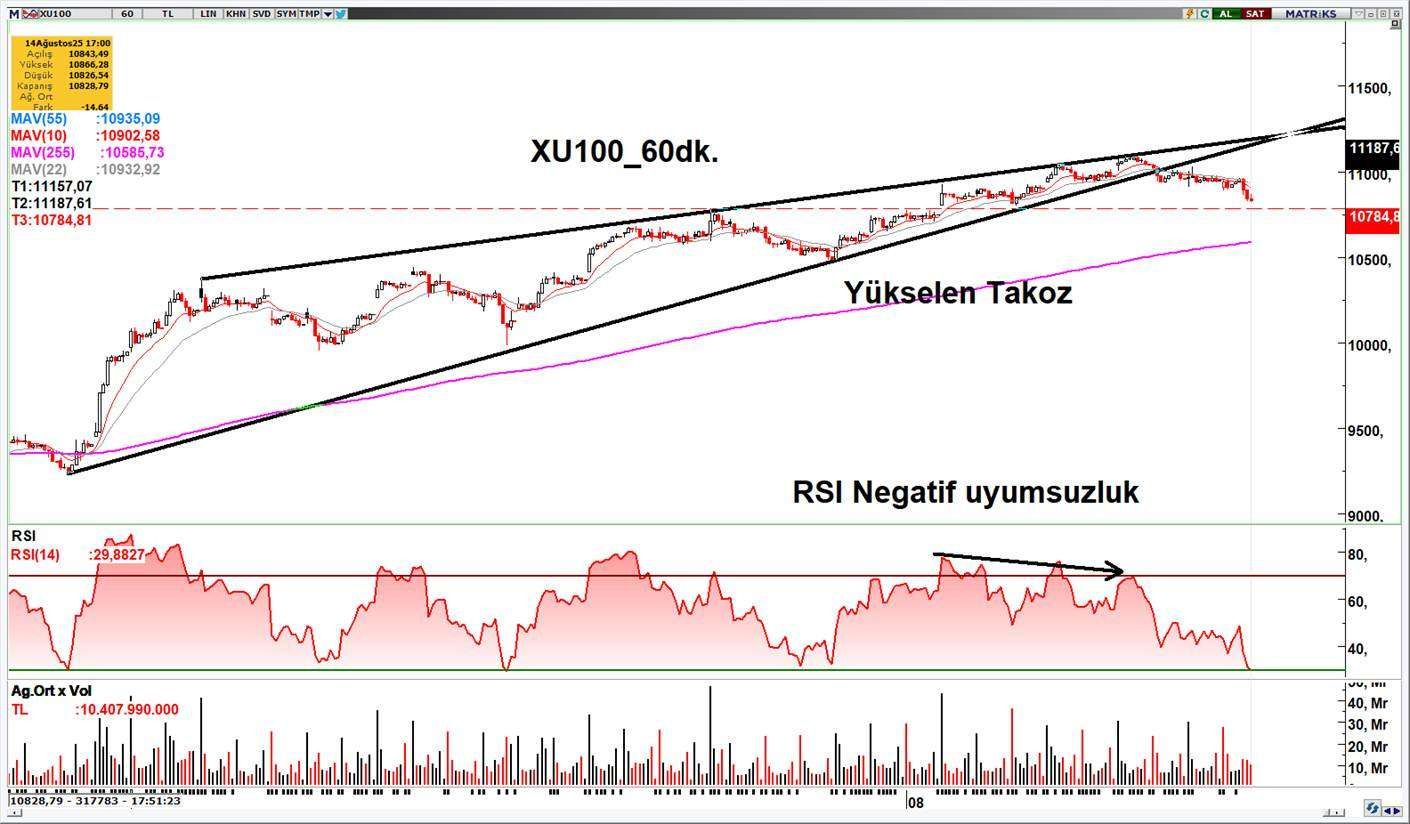 M XU100 60 TL LIN KHN SVD SYM TMP AL SAT MATRİKS
14Ağustos25 17:00
Açılış 10843,49
Yüksek 10866,28
Düşük 10826,54
Kapanış 10828,79
Ağ. Ort
Fark -14,64
MAV(55) :10935,09
MAV(10) :10902,58
MAV(255) :10585,73
MAV(22) :10932,92
T1:11157,07
T2:11187,61
T3:10784,81
XU100_60dk.
Yükselen Takoz
RSI Negatif uyumsuzluk
11500,
11187,6
11000,
10784,8
10500,
10000,
9500,
9000,
RSI
RSI(14) :29,8827
80,
60,
40,
Ag.Ort x Vol
TL :10.407.990.000
50, Mr
40, Mr
30, Mr
20, Mr
10, Mr
10828,79 - 317783 - 17:51:23
08